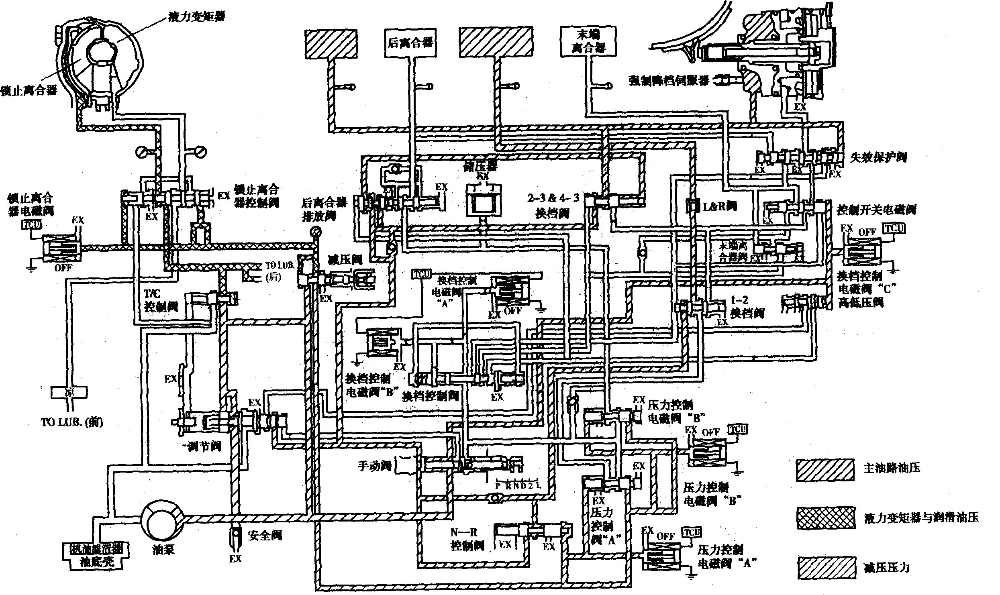 液力变矩器
后离合器
末端
离合器
锁止离合器
强制降档伺服器
EX
失效保护阀
EX
EX
EX
储压器
EX
锁止离合
器电磁阀
TCU
EX
OFF
EX
锁止离合
器控制阀
EX
后离合器
排放阀
EX
EX
2-3 & 4-3
换档阀
L&R阀
控制开关电磁阀
EX
EX
OFF
TCU
末端离
合器阀
EX
EX
换档控制
电磁阀“C”
高低压阀
减压阀
EX
TO LUB.
(后)
TCU
换档控制
电磁阀
“A”
EX
OFF
T/C
控制阀
1-2
换档阀
EX
EX
换档控制
电磁阀“B”
EX
换档控制阀
EX
凉
TO LUB. (前)
EX
调节阀
EX
压力控制
电磁阀“B”
EX
OFF
TCU
手动阀
P R N D 2 L
EX
EX
压力
控制
阀“A”
压力控制
电磁阀“B”
主油路油压
液力变矩器与润滑油压
减压压力
机油滤清器
油底壳
油泵
安全阀
EX
N—R
控制阀
EX
EX
EX
OFF
TCU
压力控制
电磁阀“A”